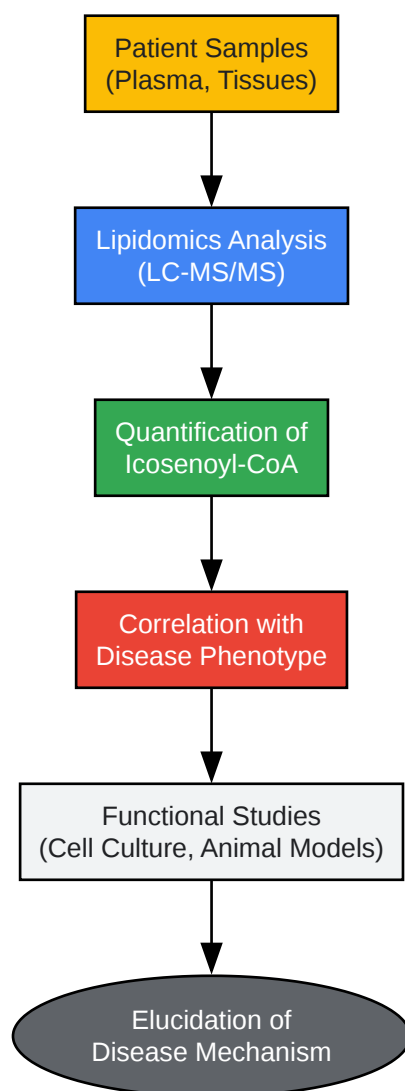 Patient Samples
(Plasma, Tissues)
Lipidomics Analysis
(LC-MS/MS)
Quantification of
Icosenoyl-CoA
Correlation with
Disease Phenotype
Functional Studies
(Cell Culture, Animal Models)
Elucidation of
Disease Mechanism